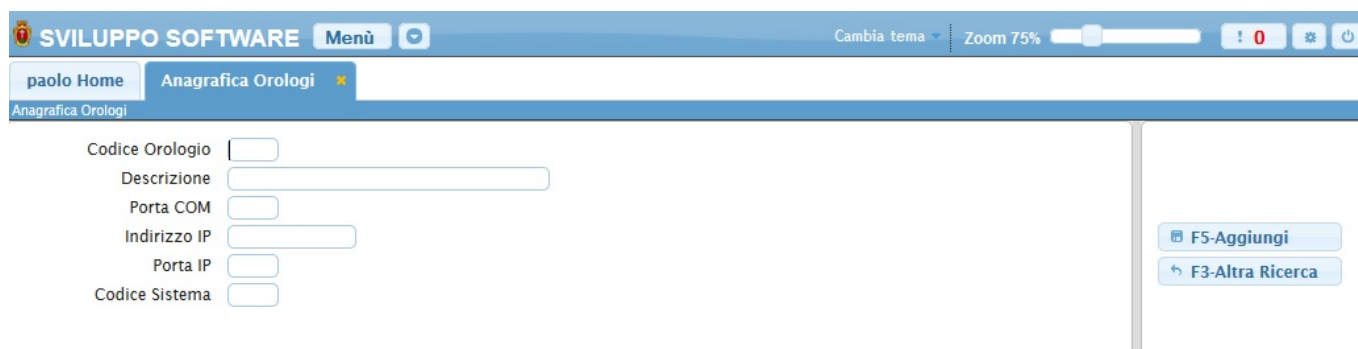 SVILUPPO SOFTWARE Menù Cambia tema Zoom 75% ! 0
paolo Home Anagrafica Orologi
Anagrafica Orologi
Codice Orologio
Descrizione
Porta COM
Indirizzo IP
Porta IP
Codice Sistema
F5-Aggiungi
F3-Altra Ricerca